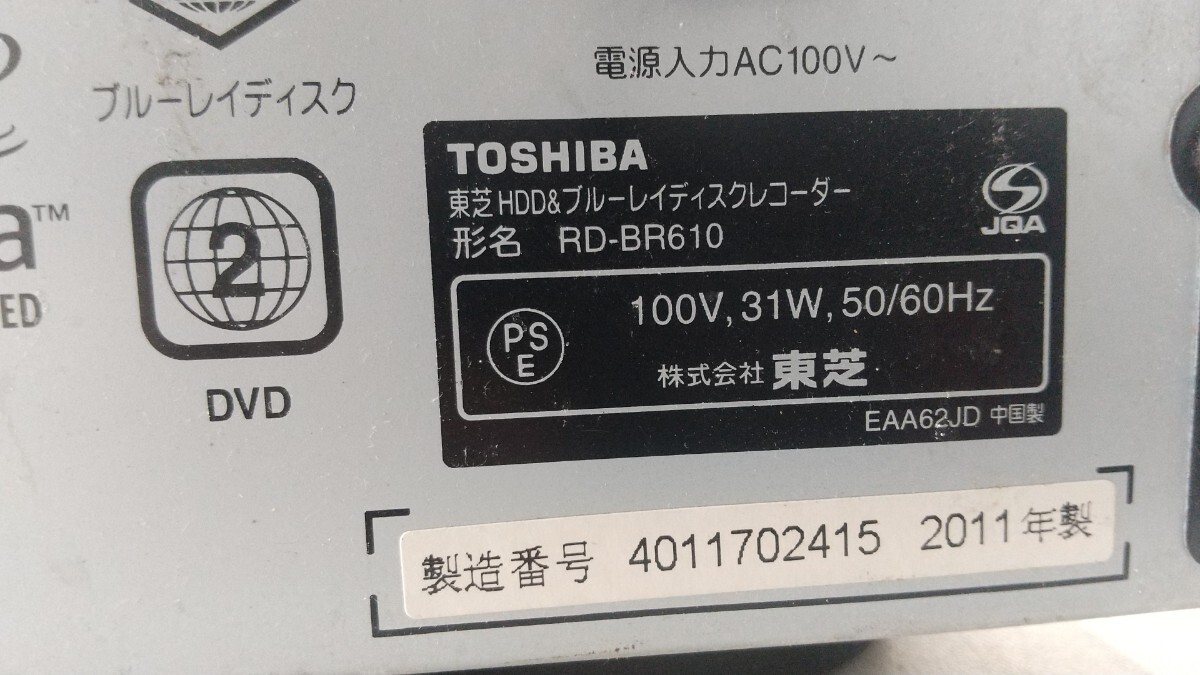 電源入力AC100V～
ブルーレイディスク
a™
ED
2
DVD
TOSHIBA
東芝HDD&ブルーレイディスクレコーダー
形名 RD-BR610
JQA
PS
E
100V, 31W, 50/60Hz
株式会社 東芝
EAA62JD 中国製
製造番号 4011702415 2011年製